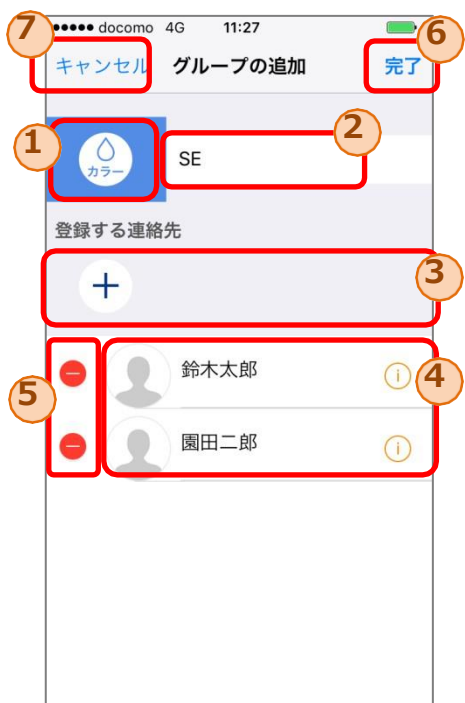 7
●●●●● docomo 4G 11:27
6
キャンセル グループの追加 完了
1
カラー
2
SE
登録する連絡先
3
+
5
鈴木太郎
i
4
園田二郎
i